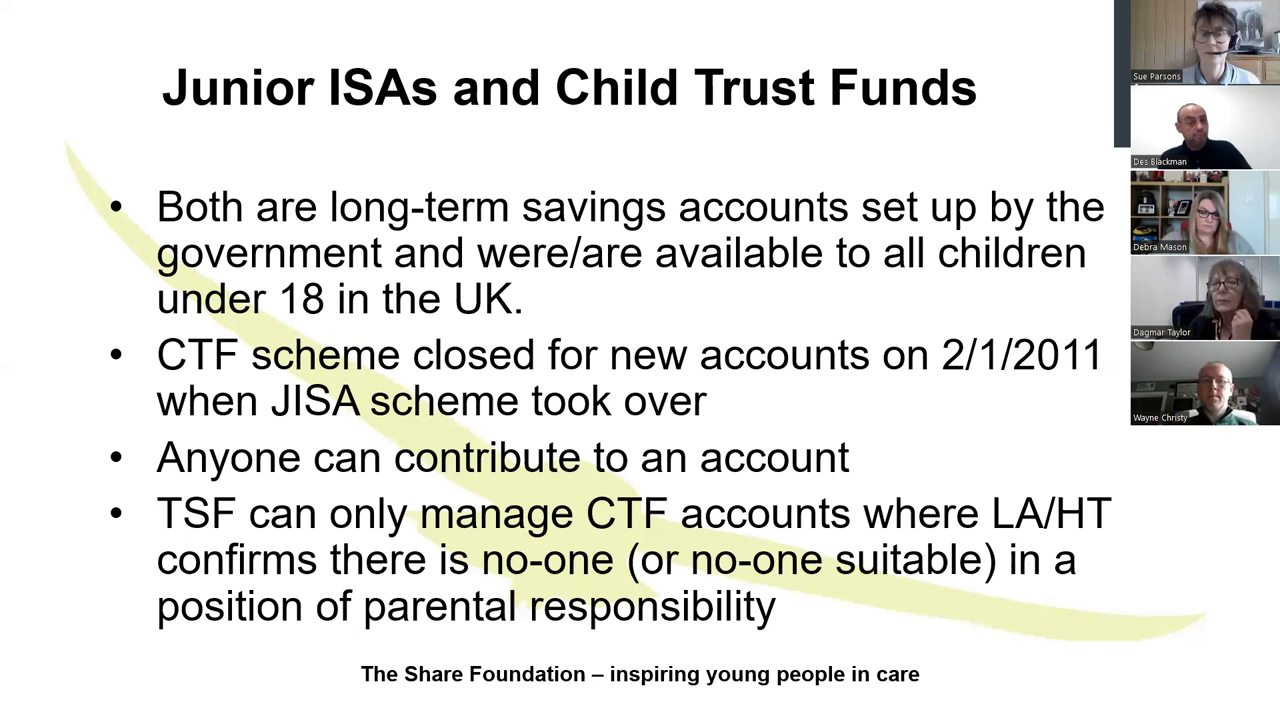 Junior ISAs and Child Trust Funds
• Both are long-term savings accounts set up by the
government and were/are available to all children
under 18 in the UK.
• CTF scheme closed for new accounts on 2/1/2011
when JISA scheme took over
• Anyone can contribute to an account
• TSF can only manage CTF accounts where LA/HT
confirms there is no-one (or no-one suitable) in a
position of parental responsibility
The Share Foundation – inspiring young people in care
Sue Parsons
Des Blackman
Debra Mason
Dagmar Taylor
Wayne Christy